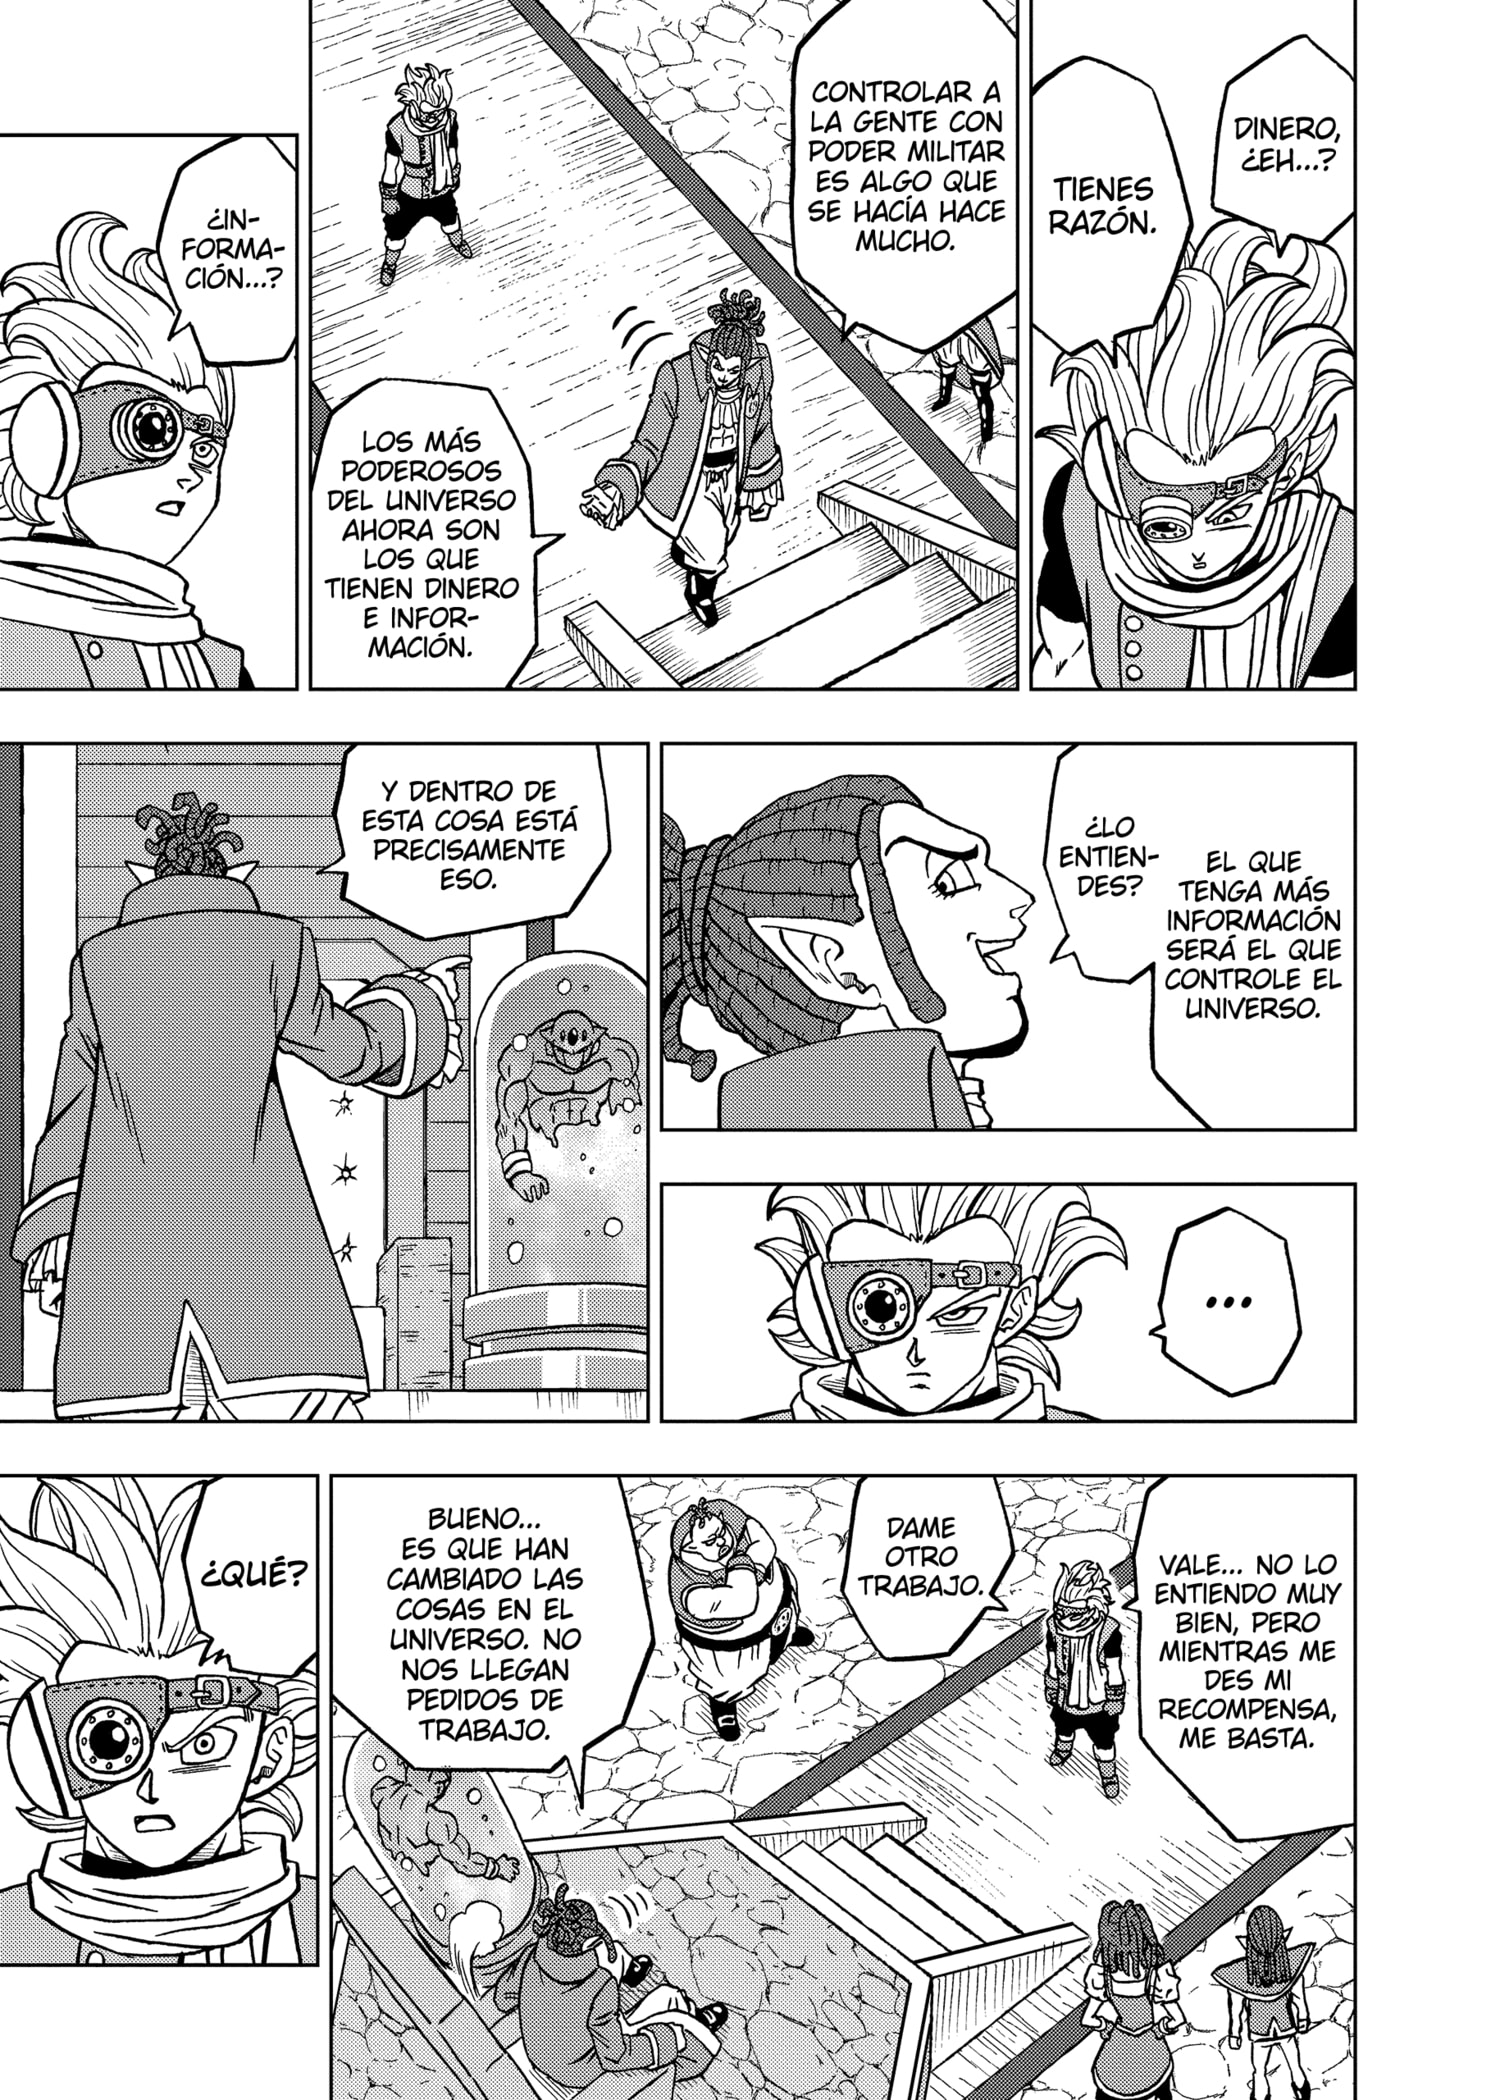 DINERO,
¿EH...?
TIENES
RAZÓN.
CONTROLAR A
LA GENTE CON
PODER MILITAR
ES ALGO QUE
SE HACÍA HACE
MUCHO.
LOS MÁS
PODEROSOS
DEL UNIVERSO
AHORA SON
LOS QUE
TIENEN DINERO
E INFOR-
MACIÓN.
¿IN-
FORMA-
CIÓN...?
EL QUE
TENGA MÁS
INFORMACIÓN
SERÁ EL QUE
CONTROLE EL
UNIVERSO.
¿LO
ENTIEN-
DES?
...
Y DENTRO DE
ESTA COSA ESTÁ
PRECISAMENTE
ESO.
VALE... NO LO
ENTIENDO MUY
BIEN, PERO
MIENTRAS ME
DES MI
RECOMPENSA,
ME BASTA.
DAME
OTRO
TRABAJO.
BUENO...
ES QUE HAN
CAMBIADO LAS
COSAS EN EL
UNIVERSO. NO
NOS LLEGAN
PEDIDOS DE
TRABAJO.
¿QUÉ?